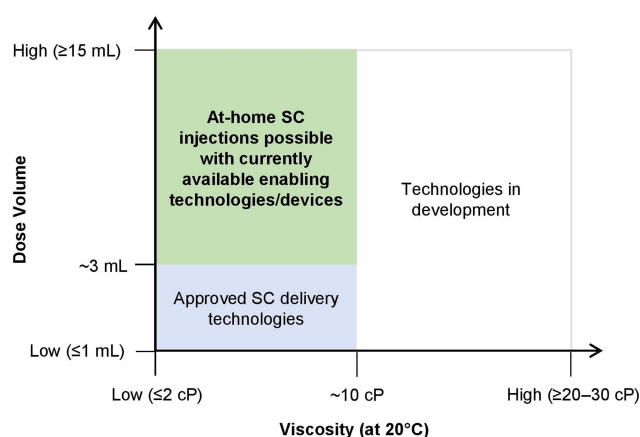 High (≥15 mL)
At-home SC
injections possible
with currently
available enabling
technologies/devices
Technologies in
development
Dose Volume
~3 mL
Approved SC delivery
technologies
Low (≤1 mL)
Low (≤2 cP)
~10 cP
High (≥20–30 cP)
Viscosity (at 20°C)